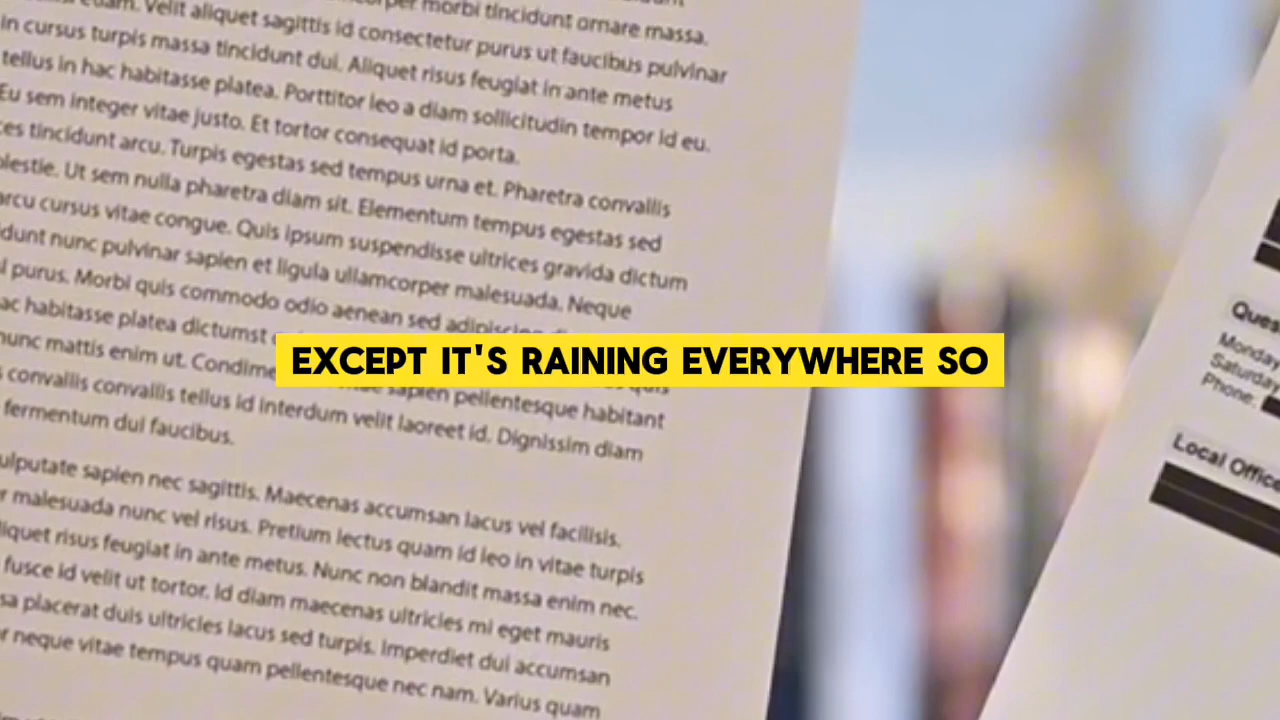 Velit aliquet sagittis id consectetur purus ut faucibus pulvinar
morbi tincidunt ornare massa.
in cursus turpis massa tincidunt dui. Aliquet risus feugiat in ante metus
tellus in hac habitasse platea. Porttitor leo a diam sollicitudin tempor id eu.
Eu sem integer vitae justo. Et tortor consequat id porta.
tincidunt arcu. Turpis egestas sed tempus urna et. Pharetra convallis
Ut sem nulla pharetra diam sit. Elementum tempus egestas sed
arcu cursus vitae congue. Quis ipsum suspendisse ultrices gravida dictum
nunc pulvinar sapien et ligula ullamcorper malesuada. Neque
purus. Morbi quis commodo odio aenean sed
habitasse platea dictumst
EXCEPT IT'S RAINING EVERYWHERE SO
nunc mattis enim ut. sapien pellentesque habitant
convallis convallis tellus id interdum velit laoreet id. Dignissim diam
fermentum dui faucibus.
sapien nec sagittis. Maecenas accumsan lacus vel facilisis.
malesuada nunc vel risus. Pretium lectus quam id leo in vitae turpis
risus feugiat in ante metus. Nunc non blandit massa enim nec.
fusce id velit ut tortor. Id diam maecenas ultricies mi eget mauris
placerat duis ultricies lacus sed turpis. Imperdiet dui accumsan
neque vitae tempus quam pellentesque nec nam. Varius quam
Monday
Saturday
Phone:
Local Office